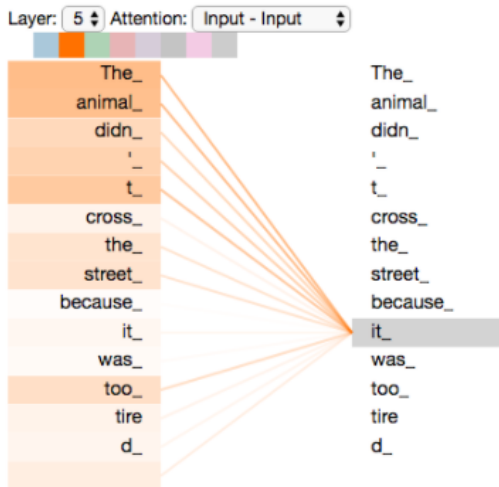 Layer: 5 Attention: Input - Input
The_ The_
animal_ animal_
didn_ didn_
'_ '_
t_ t_
cross_ cross_
the_ the_
street_ street_
because_ because_
it_ it_
was_ was_
too_ too_
tire tire
d_ d_